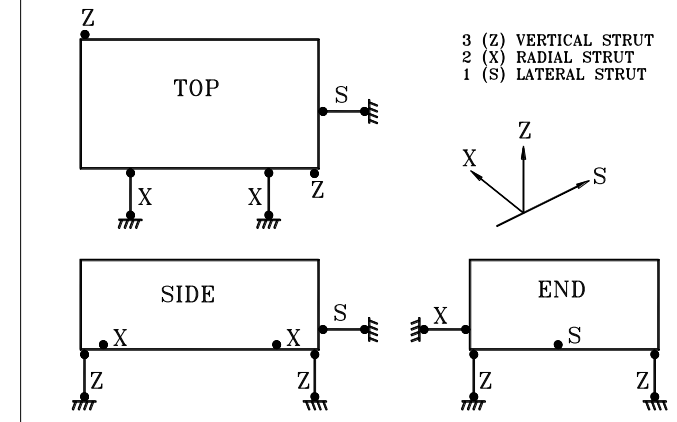 Z
3 (Z) VERTICAL STRUT
2 (X) RADIAL STRUT
1 (S) LATERAL STRUT
TOP
S
Z
X
S
X
X
Z
SIDE
S
X
X
Z
Z
END
X
S
Z
Z